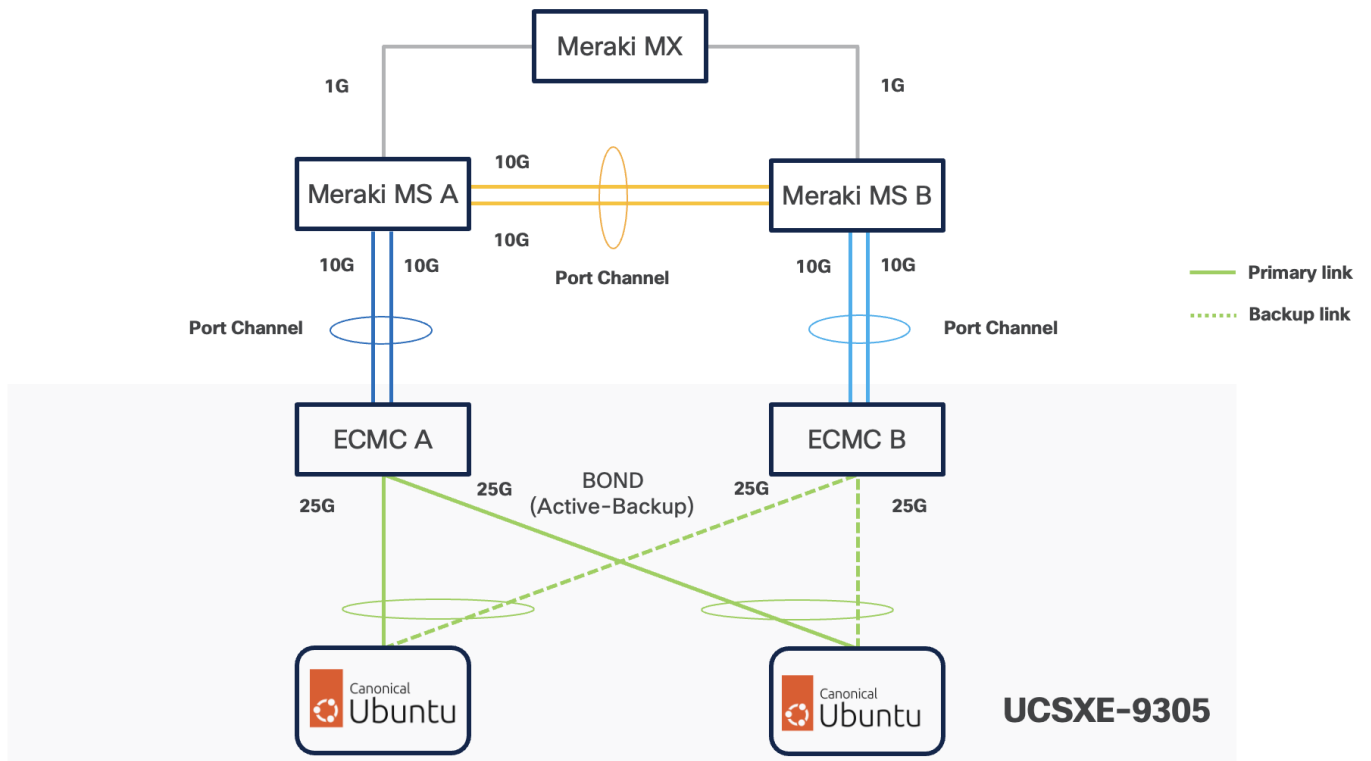 Meraki MX
1G
1G
Meraki MS A
10G
10G
Port Channel
Meraki MS B
10G
10G
Port Channel
10G
10G
Port Channel
Primary link
Backup link
ECMC A
ECMC B
25G
25G
BOND
(Active-Backup)
25G
25G
Canonical
Ubuntu
Canonical
Ubuntu
UCSXE-9305